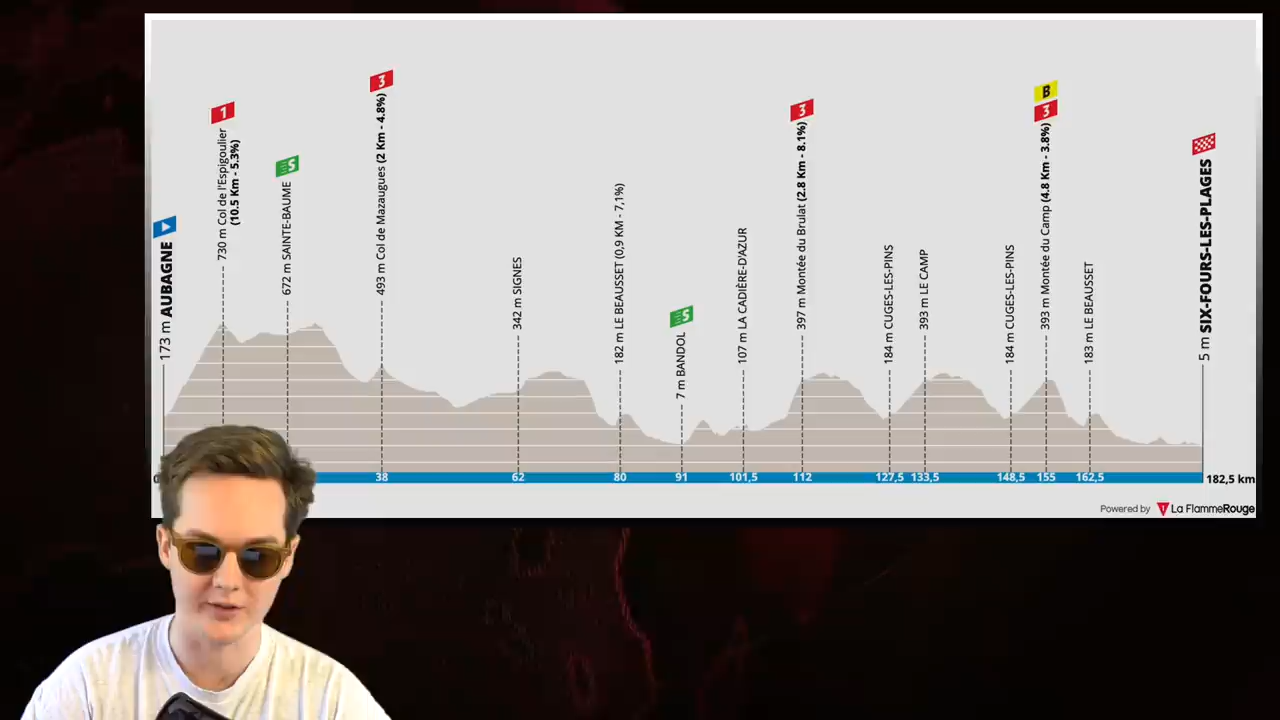 173 m AUBAGNE
1
730 m Col de l'Espigoulier
(10.5 Km - 5.3%)
S
672 m SAINTE-BAUME
3
493 m Col de Mazaugues (2 Km - 4.8%)
342 m SIGNES
182 m LE BEAUSSET (0,9 KM - 7,1%)
S
7 m BANDOL
107 m LA CADIÈRE-D'AZUR
3
397 m Montée du Brulat (2.8 Km - 8.1%)
184 m CUGES-LES-PINS
393 m LE CAMP
184 m CUGES-LES-PINS
B
3
393 m Montée du Camp (4.8 Km - 3.8%)
183 m LE BEAUSSET
5 m SIX-FOURS-LES-PLAGES
38 62 80 91 101,5 112 127,5 133,5 148,5 155 162,5 182,5 km
Powered by La FlammeRouge